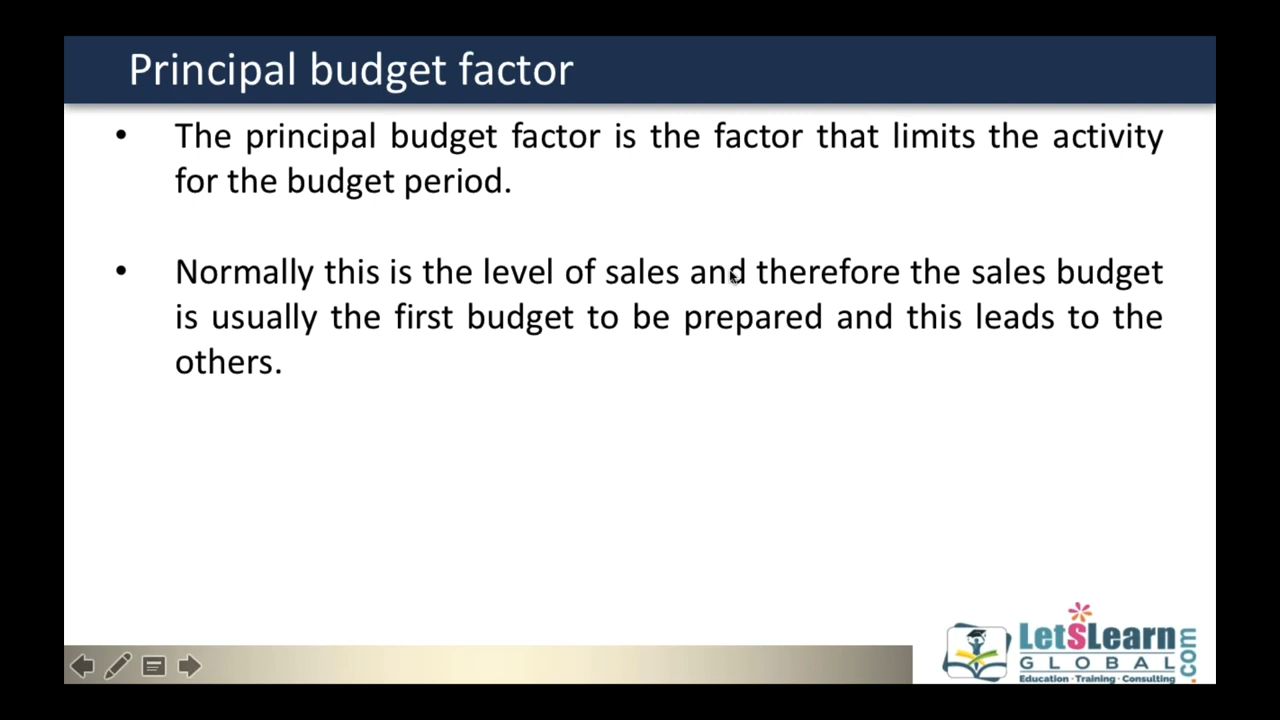 Principal budget factor
• The principal budget factor is the factor that limits the activity
for the budget period.
• Normally this is the level of sales and therefore the sales budget
is usually the first budget to be prepared and this leads to the
others.
LetSLearn
GLOBAL
.com
Education · Training · Consulting